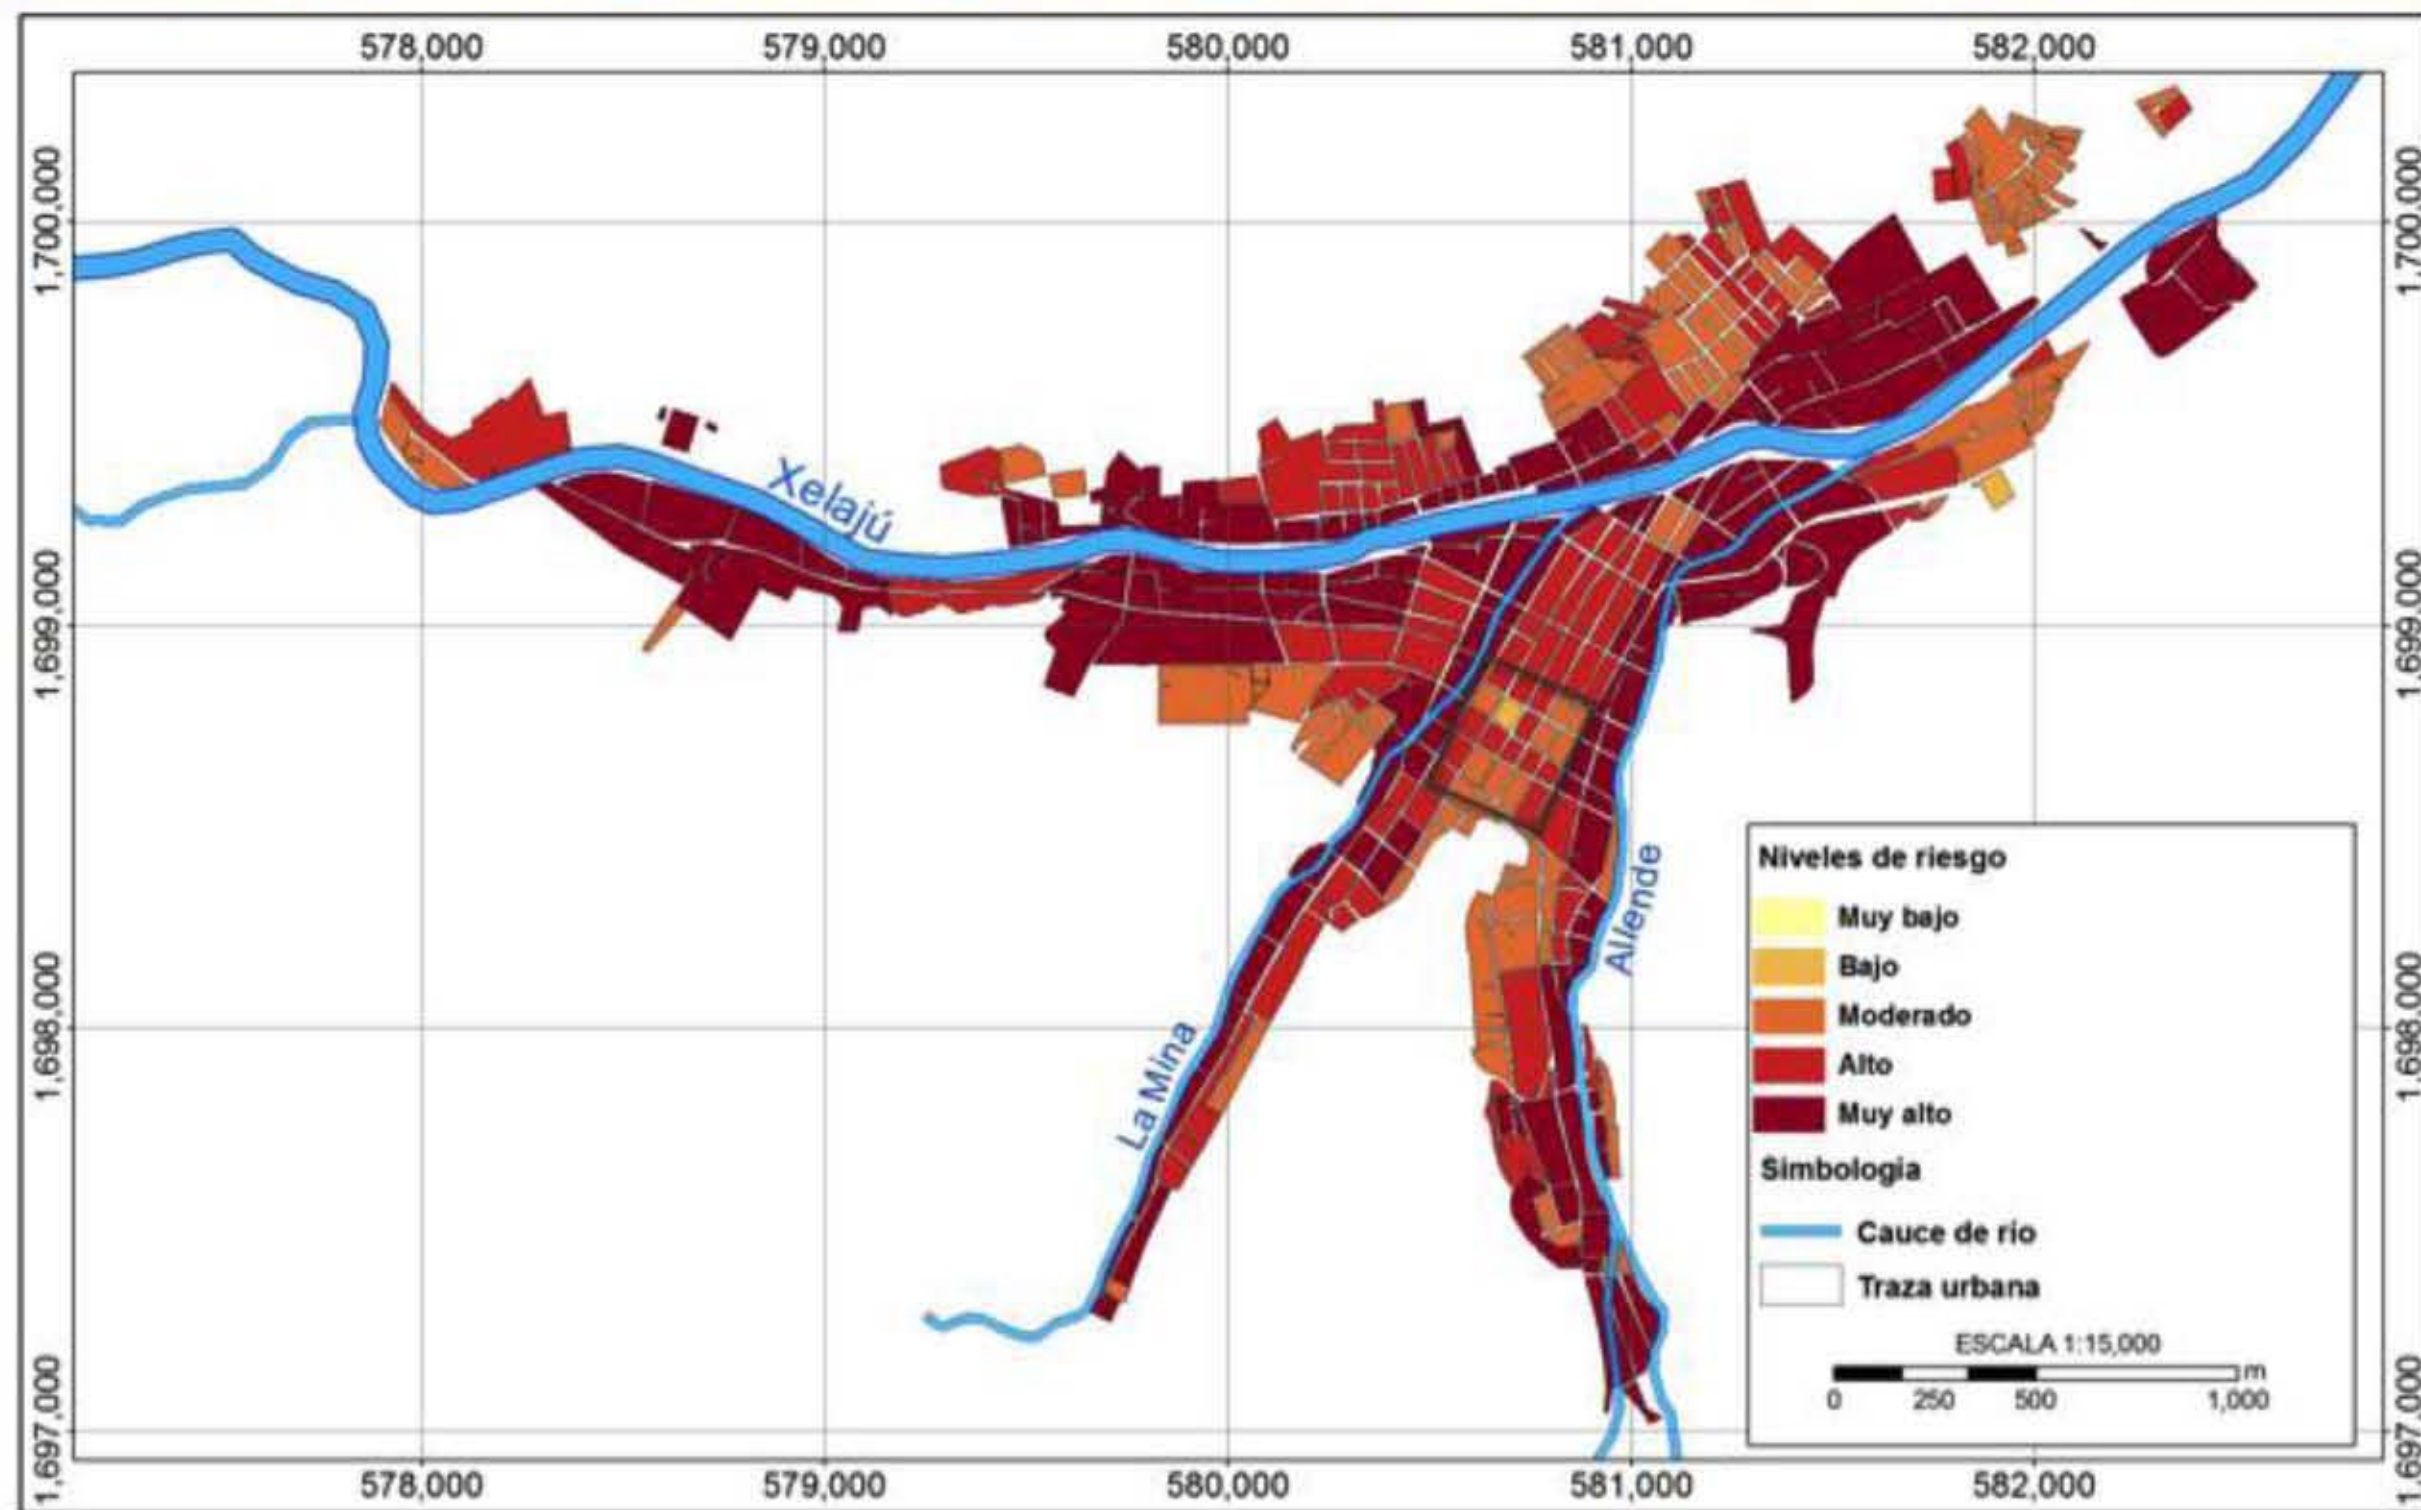 578,000 579,000 580,000 581,000 582,000
1,700,000
1,699,000
1,698,000
1,697,000
1,700,000
1,699,000
1,698,000
1,697,000
Xelajú
La Mina
Allende
Niveles de riesgo
Muy bajo
Bajo
Moderado
Alto
Muy alto
Simbologia
Cauce de rio
Traza urbana
ESCALA 1:15,000
m
0 250 500 1,000
578,000 579,000 580,000 581,000 582,000